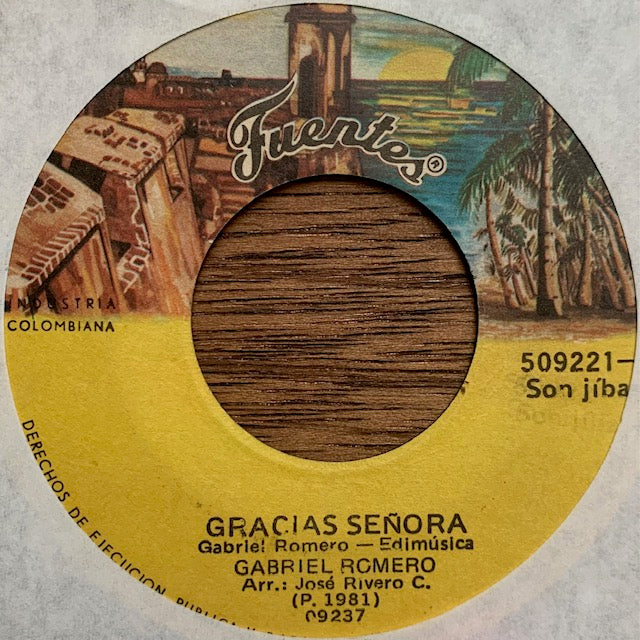 Fuentes®
INDUSTRIA
COLOMBIANA
509221-
Son jíba
GRACIAS SEÑORA
Gabriel Romero — Edimúsica
GABRIEL ROMERO
Arr.: José Rivero C.
(P. 1981)
09237
DERECHOS DE EJECUCION PUBLICA Y